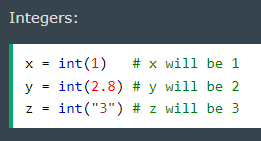 Integers:
x = int(1)   # x will be 1
y = int(2.8) # y will be 2
z = int("3") # z will be 3